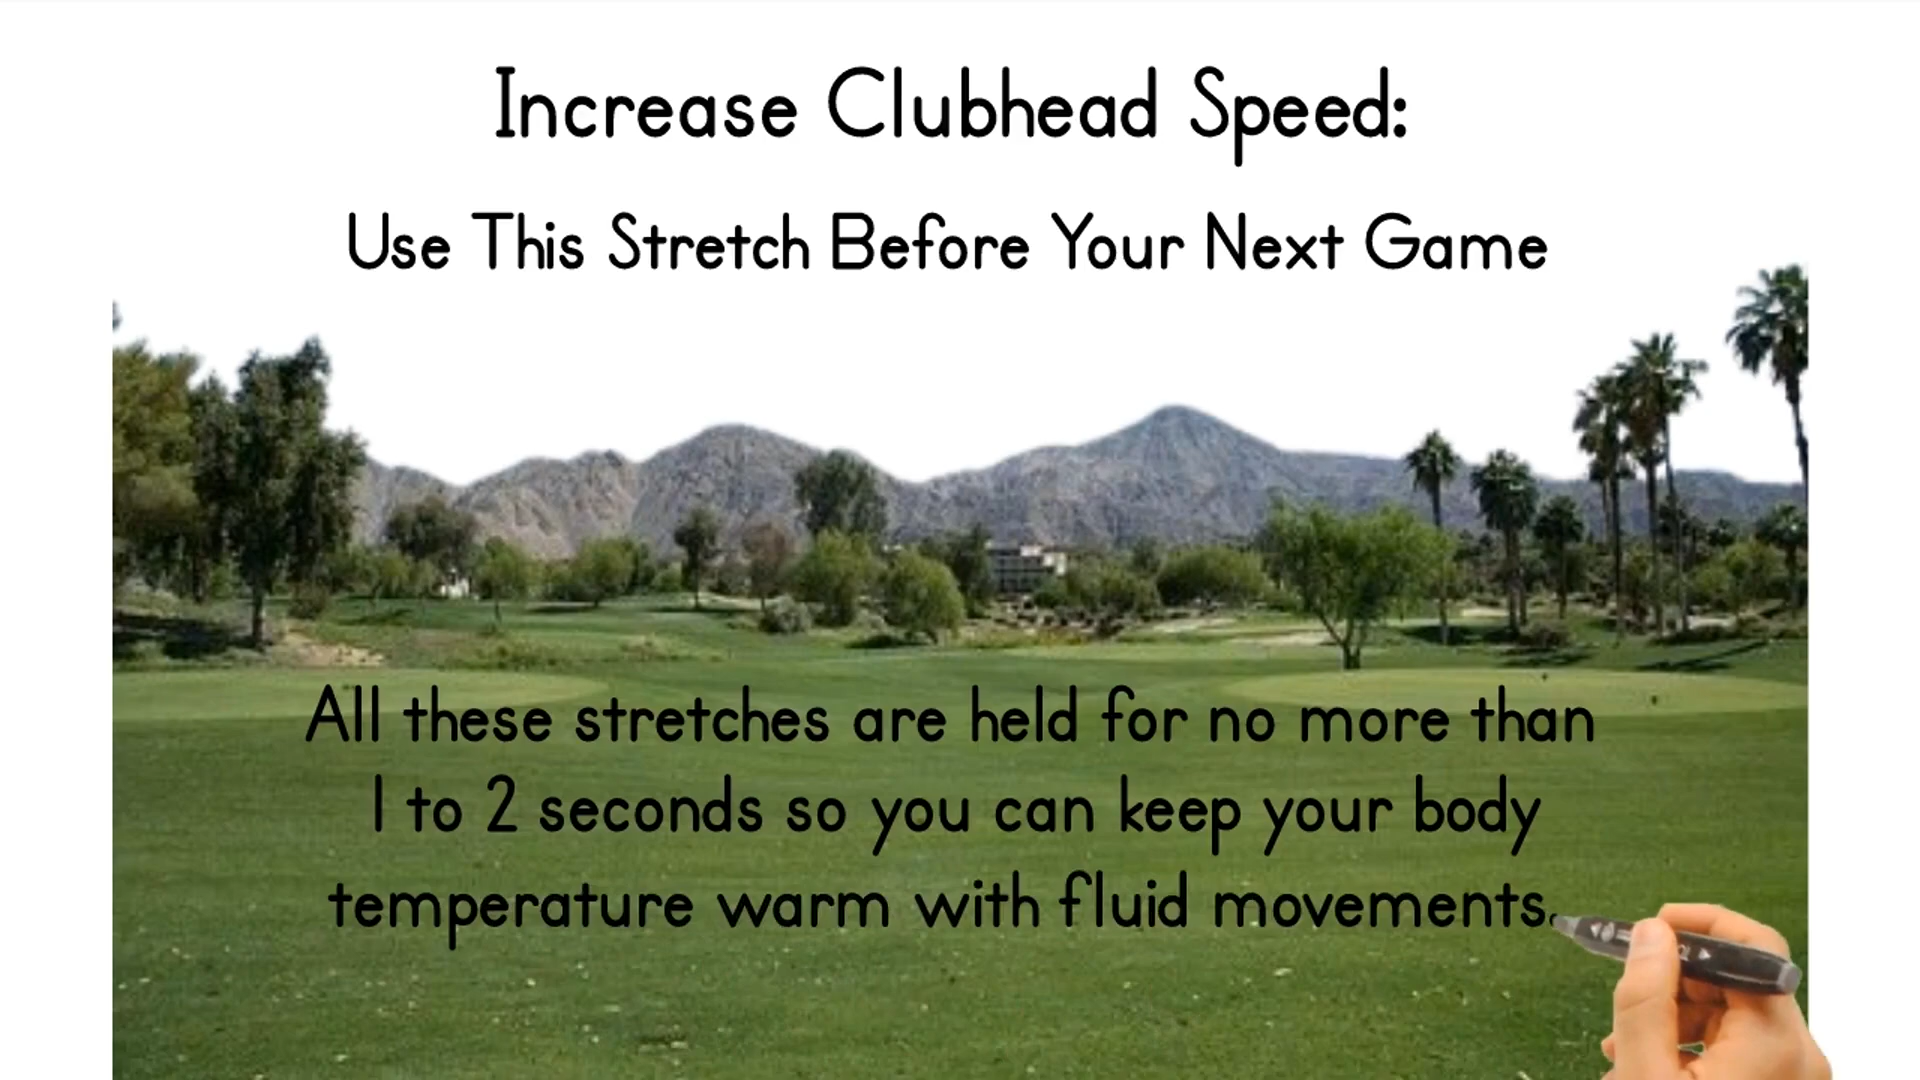 Increase Clubhead Speed:
Use This Stretch Before Your Next Game
All these stretches are held for no more than
1 to 2 seconds so you can keep your body
temperature warm with fluid movements.